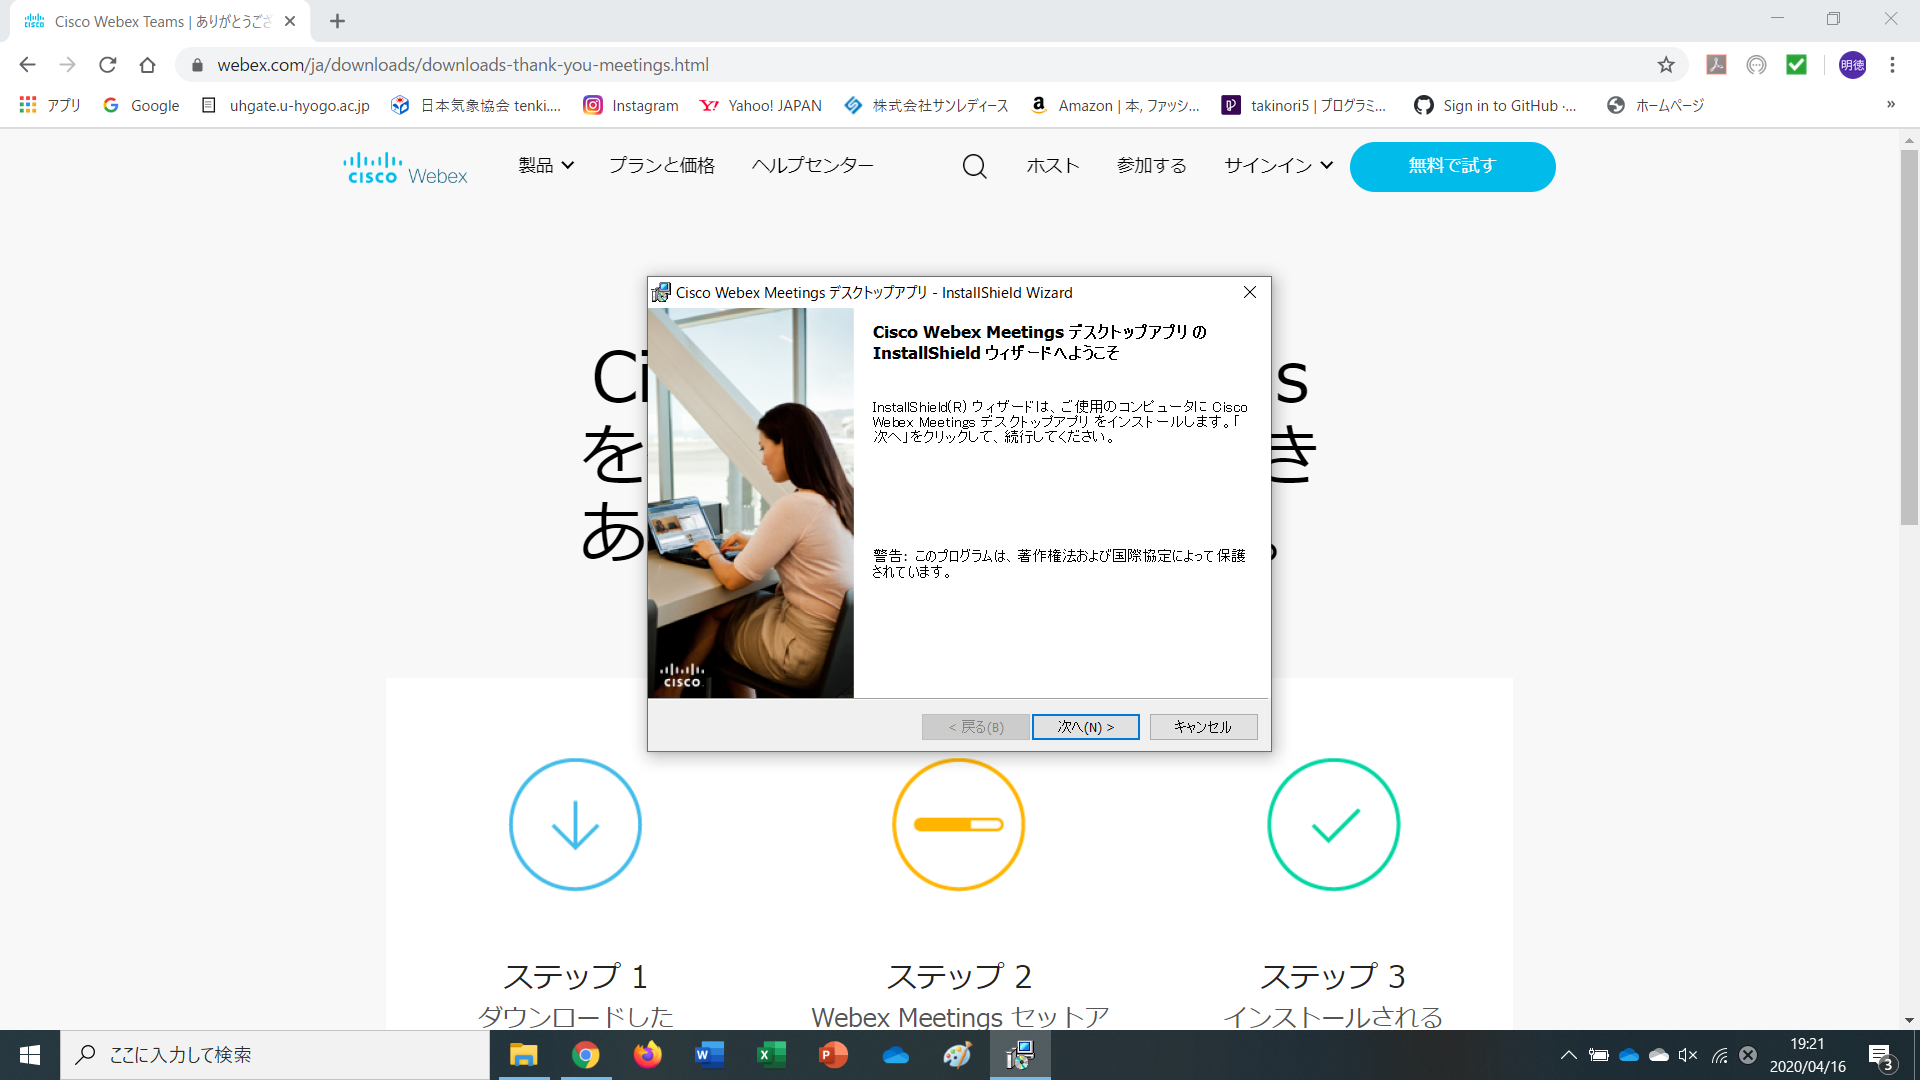 Cisco Webex Teams | ありがとうござ
webex.com/ja/downloads/downloads-thank-you-meetings.html
明徳
アプリ
Google
uhgate.u-hyogo.ac.jp
日本気象協会 tenki....
Instagram
Yahoo! JAPAN
株式会社サンレディース
Amazon | 本, ファッシ...
takinori5 | プログラミ...
Sign in to GitHub ·...
ホームページ
»
CISCO Webex
製品
プランと価格
ヘルプセンター
ホスト
参加する
サインイン
無料で試す
Cisco Webex Meetings デスクトップアプリ - InstallShield Wizard
Cisco Webex Meetings デスクトップアプリ の
InstallShield ウィザードへようこそ
InstallShield(R) ウィザードは、ご使用のコンピュータに Cisco
Webex Meetings デスクトップアプリ をインストールします。「
次へ」をクリックして、続行してください。
警告: このプログラムは、著作権法および国際協定によって保護
されています。
CISCO
< 戻る(B)
次へ(N) >
キャンセル
Ci
s
を
き
あ
。
ステップ 1
ダウンロードした
ステップ 2
Webex Meetings セットア
ステップ 3
インストールされる
ここに入力して検索
19:21
2020/04/16
3